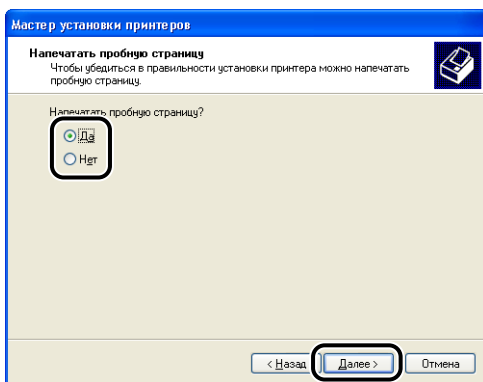 Мастер установки принтеров
Напечатать пробную страницу
Чтобы убедиться в правильности установки принтера можно напечатать
пробную страницу.
Напечатать пробную страницу?
Да
Нет
< Назад
Далее >
Отмена